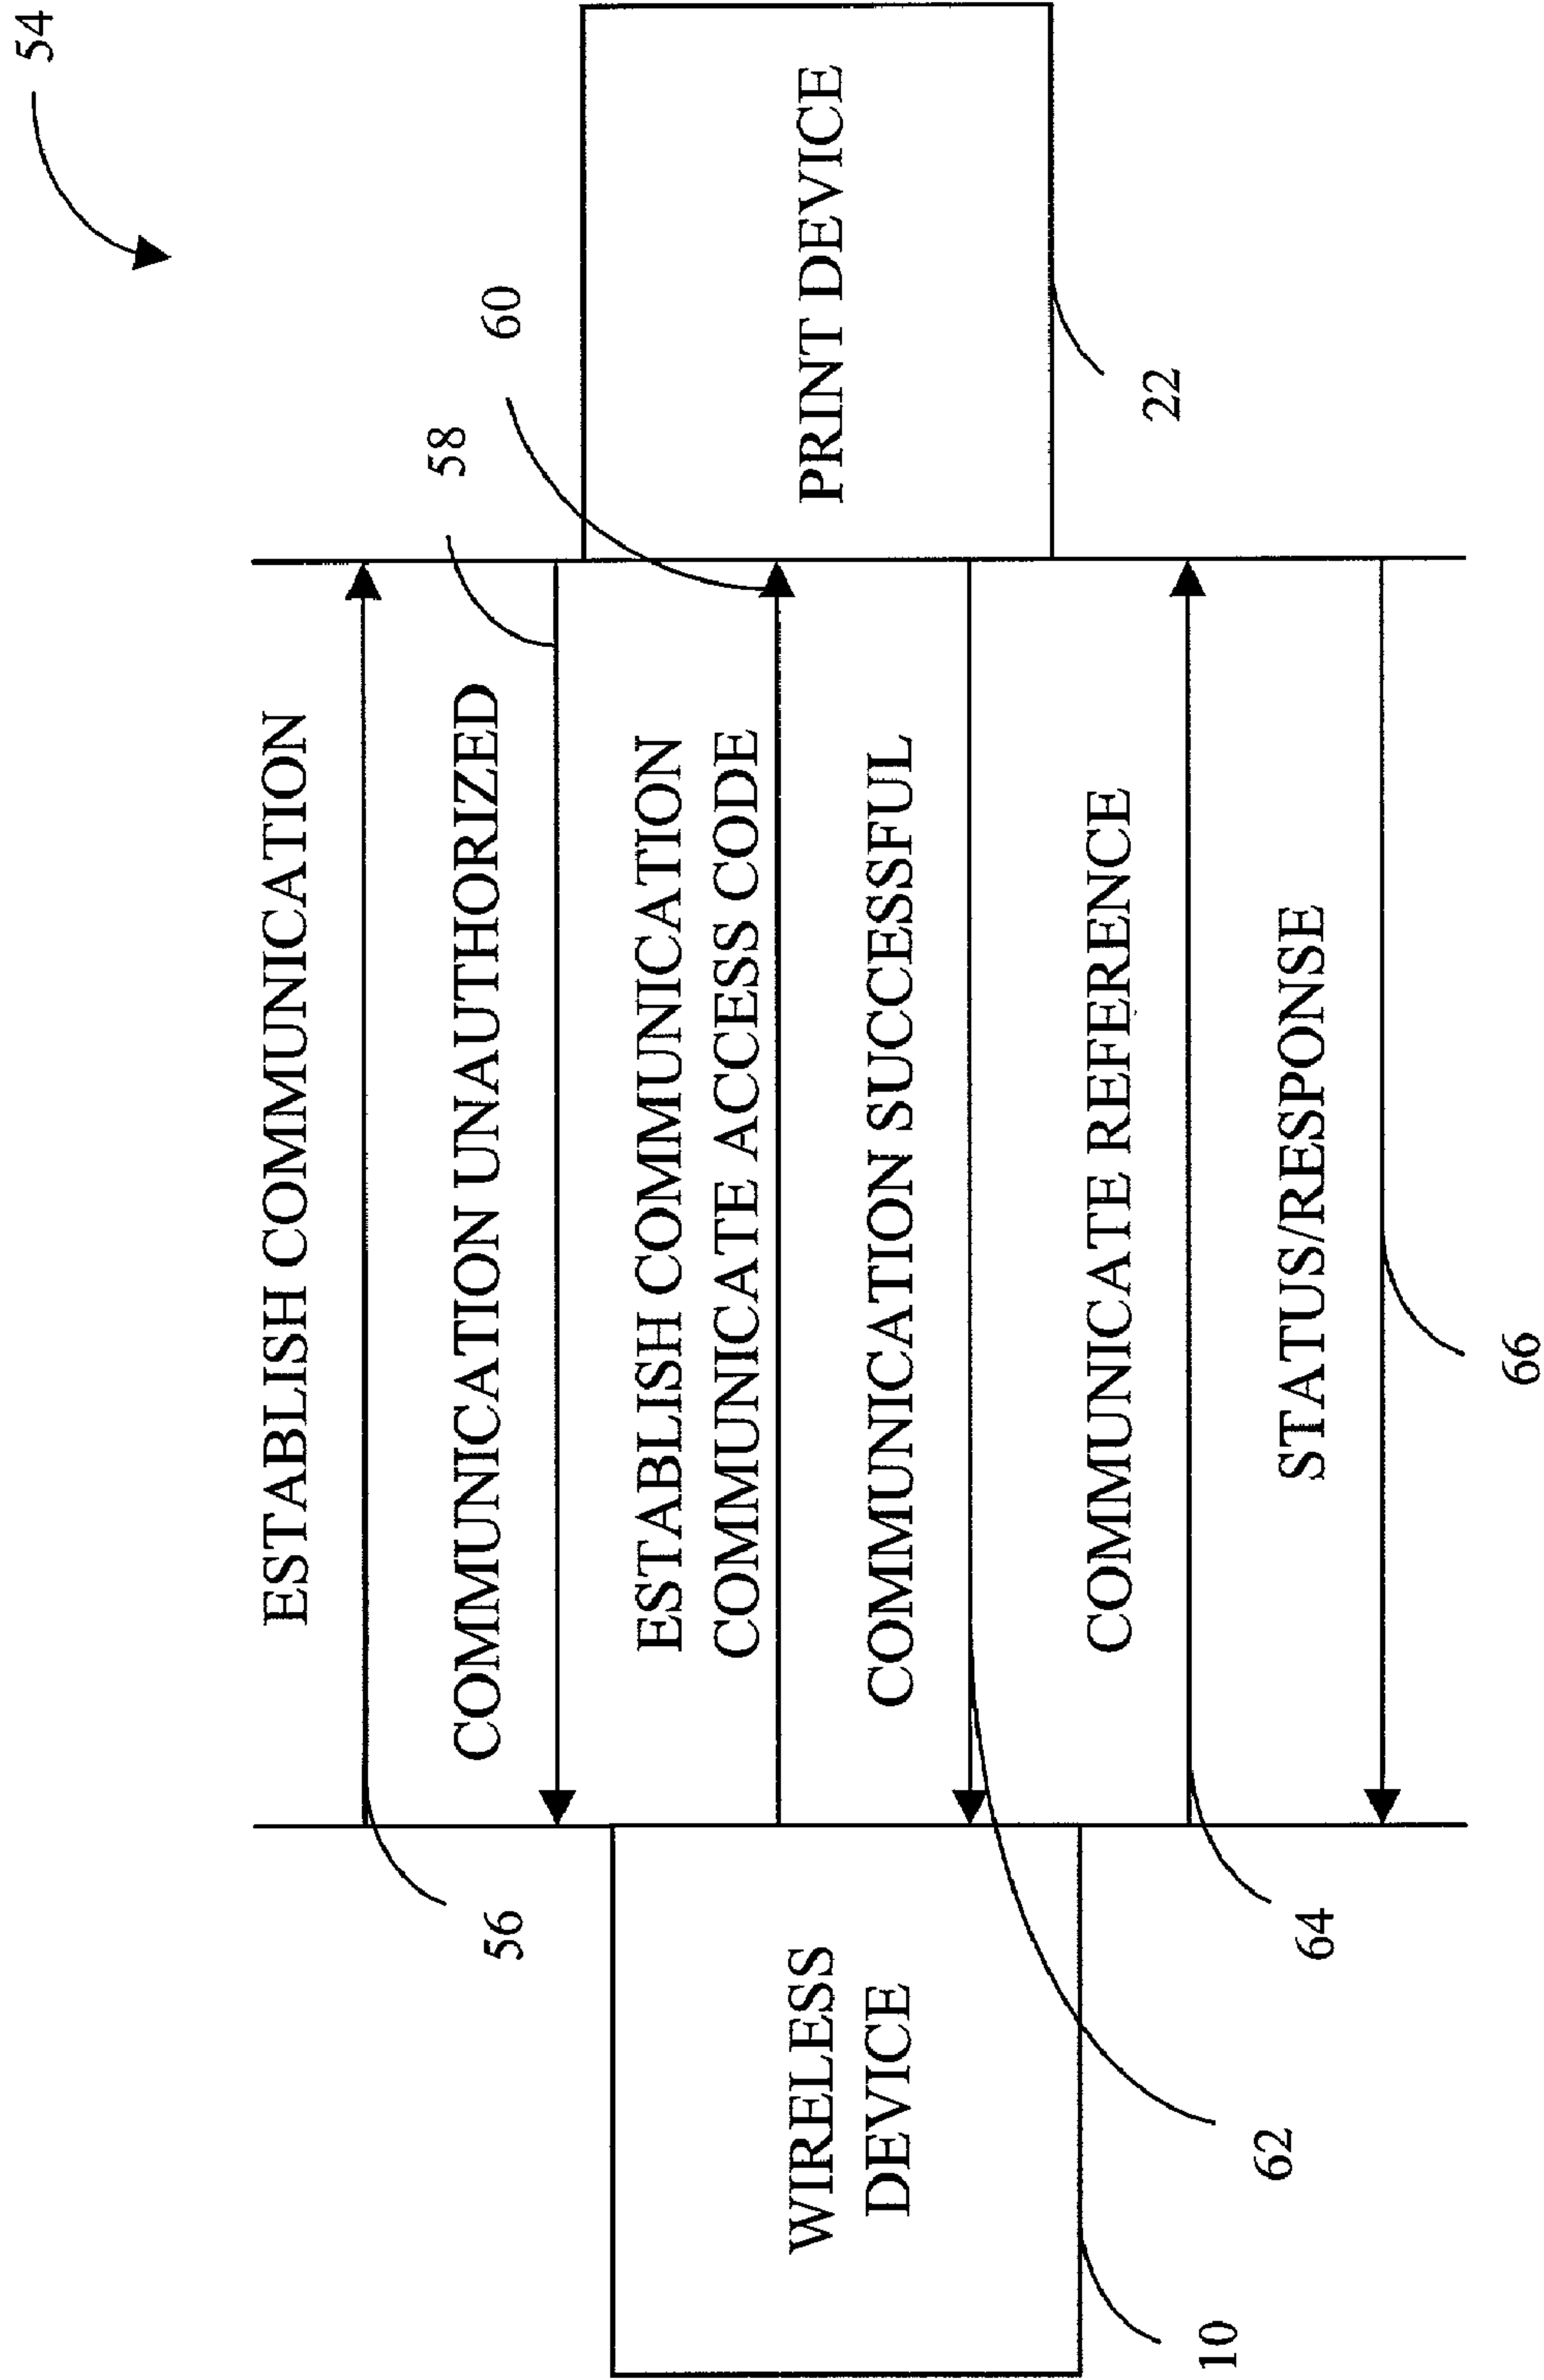 54
ESTABLISH COMMUNICATION
56
COMMUNICATION UNAUTHORIZED
58
ESTABLISH COMMUNICATION
COMMUNICATE ACCESS CODE
60
WIRELESS
DEVICE
10
PRINT DEVICE
22
COMMUNICATION SUCCESSFUL
62
COMMUNICATE REFERENCE
64
STATUS/RESPONSE
66